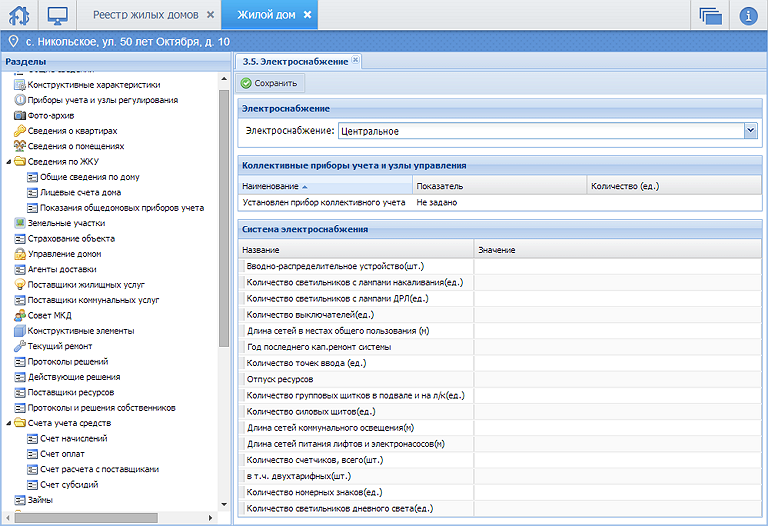 Реестр жилых домов
Жилой дом
с. Никольское, ул. 50 лет Октября, д. 10
Разделы
Общие сведения
Конструктивные характеристики
Приборы учета и узлы регулирования
Фото-архив
Сведения о квартирах
Сведения о помещениях
Сведения по ЖКУ
Общие сведения по дому
Лицевые счета дома
Показания общедомовых приборов учета
Земельные участки
Страхование объекта
Управление домом
Агенты доставки
Поставщики жилищных услуг
Поставщики коммунальных услуг
Совет МКД
Конструктивные элементы
Текущий ремонт
Протоколы решений
Действующие решения
Поставщики ресурсов
Протоколы и решения собственников
Счета учета средств
Счет начислений
Счет оплат
Счет расчета с поставщиками
Счет субсидий
Займы
3.5. Электроснабжение
Сохранить
Электроснабжение
Электроснабжение: Центральное
Коллективные приборы учета и узлы управления
Наименование Показатель Количество (ед.)
Установлен прибор коллективного учета Не задано
Система электроснабжения
Название Значение
Вводно-распределительное устройство(шт.)
Количество светильников с лампами накаливания(ед.)
Количество светильников с лампами ДРЛ(ед.)
Количество выключателей(ед.)
Длина сетей в местах общего пользования (м)
Год последнего кап.ремонт системы
Количество точек ввода (ед.)
Отпуск ресурсов
Количество групповых щитков в подвале и на л/к(ед.)
Количество силовых щитов(ед.)
Длина сетей коммунального освещения(м)
Длина сетей питания лифтов и электронасосов(м)
Количество счетчиков, всего(шт.)
в т.ч. двухтарифных(шт.)
Количество номерных знаков(ед.)
Количество светильников дневного света(ед.)